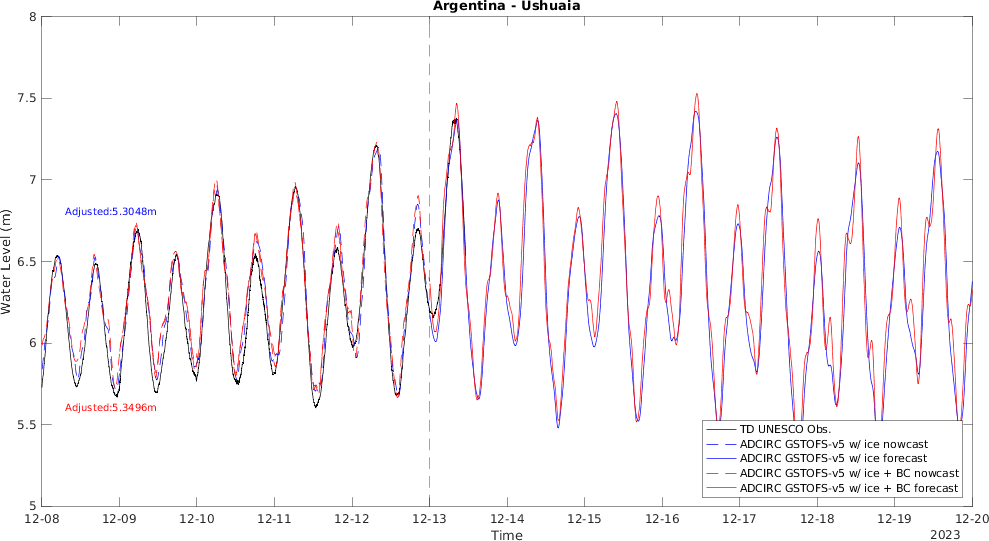 Argentina - Ushuaia
8
7.5
7
6.5
6
5.5
5
Water Level (m)
Adjusted:5.3048m
Adjusted:5.3496m
TD UNESCO Obs.
ADCIRC GSTOFS-v5 w/ ice nowcast
ADCIRC GSTOFS-v5 w/ ice forecast
ADCIRC GSTOFS-v5 w/ ice + BC nowcast
ADCIRC GSTOFS-v5 w/ ice + BC forecast
12-08 12-09 12-10 12-11 12-12 12-13 12-14 12-15 12-16 12-17 12-18 12-19 12-20
Time
2023